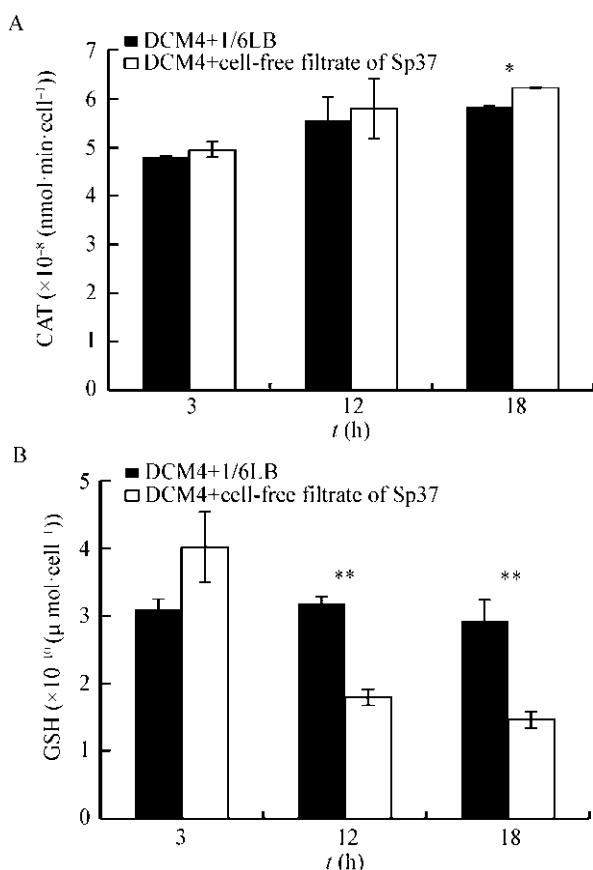 A
DCM4+1/6LB
DCM4+cell-free filtrate of Sp37
7
6
5
4
3
2
1
0
CAT (×10⁻⁸ (nmol·min·cell⁻¹))
*
3
12
18
t (h)
B
DCM4+1/6LB
DCM4+cell-free filtrate of Sp37
5
4
3
2
1
0
GSH (×10 (μ mol·cell
**
**
3
12
18
t (h)